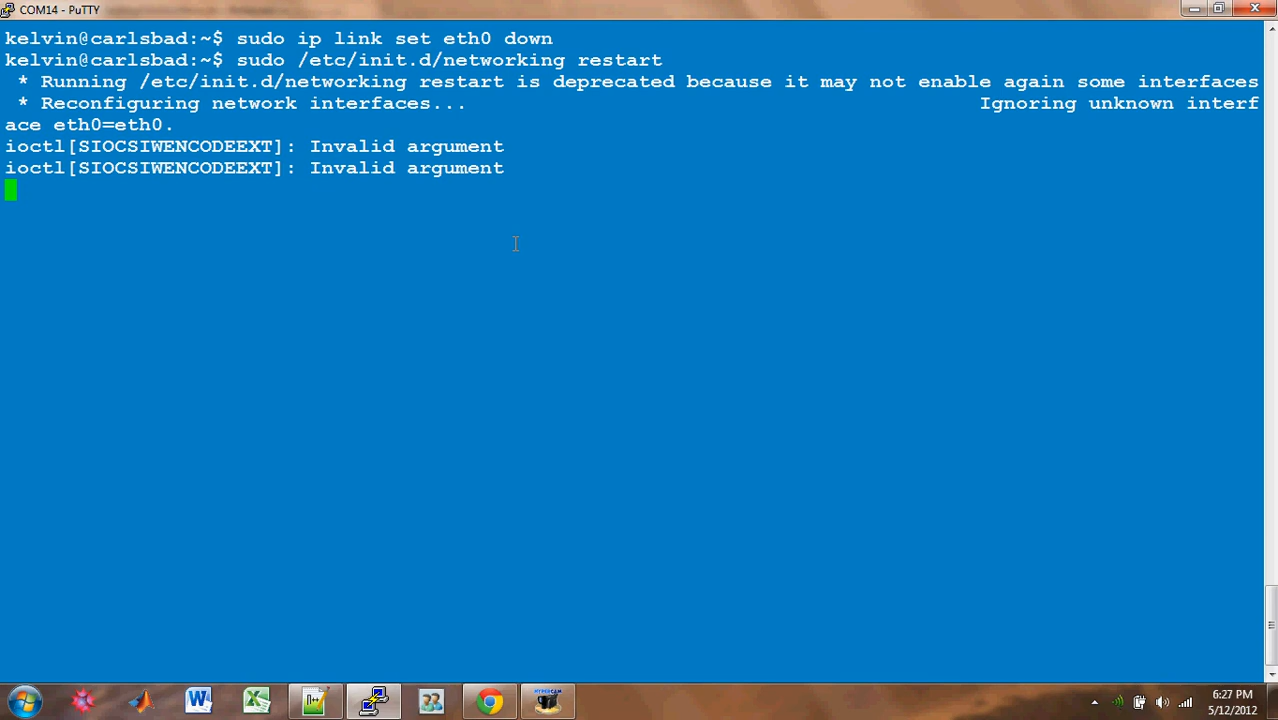 COM14 - PuTTY
kelvin@carlsbad:~$ sudo ip link set eth0 down
kelvin@carlsbad:~$ sudo /etc/init.d/networking restart
 * Running /etc/init.d/networking restart is deprecated because it may not enable again some interfaces
 * Reconfiguring network interfaces... Ignoring unknown interf
ace eth0=eth0.
ioctl[SIOCSIWENCODEEXT]: Invalid argument
ioctl[SIOCSIWENCODEEXT]: Invalid argument
HYPERCAM
6:27 PM
5/12/2012